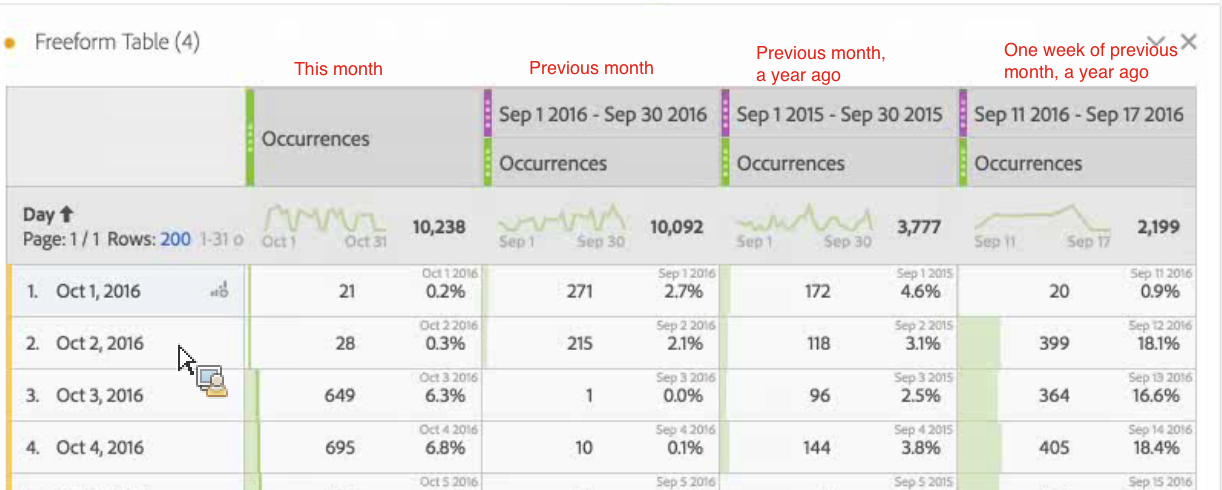 Freeform Table (4)
This month
Previous month
Previous month,
a year ago
One week of previous
month, a year ago
Occurrences
Sep 1 2016 - Sep 30 2016
Sep 1 2015 - Sep 30 2015
Sep 11 2016 - Sep 17 2016
Occurrences
Occurrences
Occurrences
Day
Page: 1 / 1 Rows: 200 1-31 o
Oct 1 Oct 31 10,238
Sep 1 Sep 30 10,092
Sep 1 Sep 30 3,777
Sep 11 Sep 17 2,199
Oct 1 2016 Sep 1 2016 Sep 1 2015 Sep 11 2016
1. Oct 1, 2016 21 0.2% 271 2.7% 172 4.6% 20 0.9%
Oct 2 2016 Sep 2 2016 Sep 2 2015 Sep 12 2016
2. Oct 2, 2016 28 0.3% 215 2.1% 118 3.1% 399 18.1%
Oct 3 2016 Sep 3 2016 Sep 3 2015 Sep 13 2016
3. Oct 3, 2016 649 6.3% 1 0.0% 96 2.5% 364 16.6%
Oct 4 2016 Sep 4 2016 Sep 4 2015 Sep 14 2016
4. Oct 4, 2016 695 6.8% 10 0.1% 144 3.8% 405 18.4%
Oct 5 2016 Sep 5 2016 Sep 5 2015 Sep 15 2016